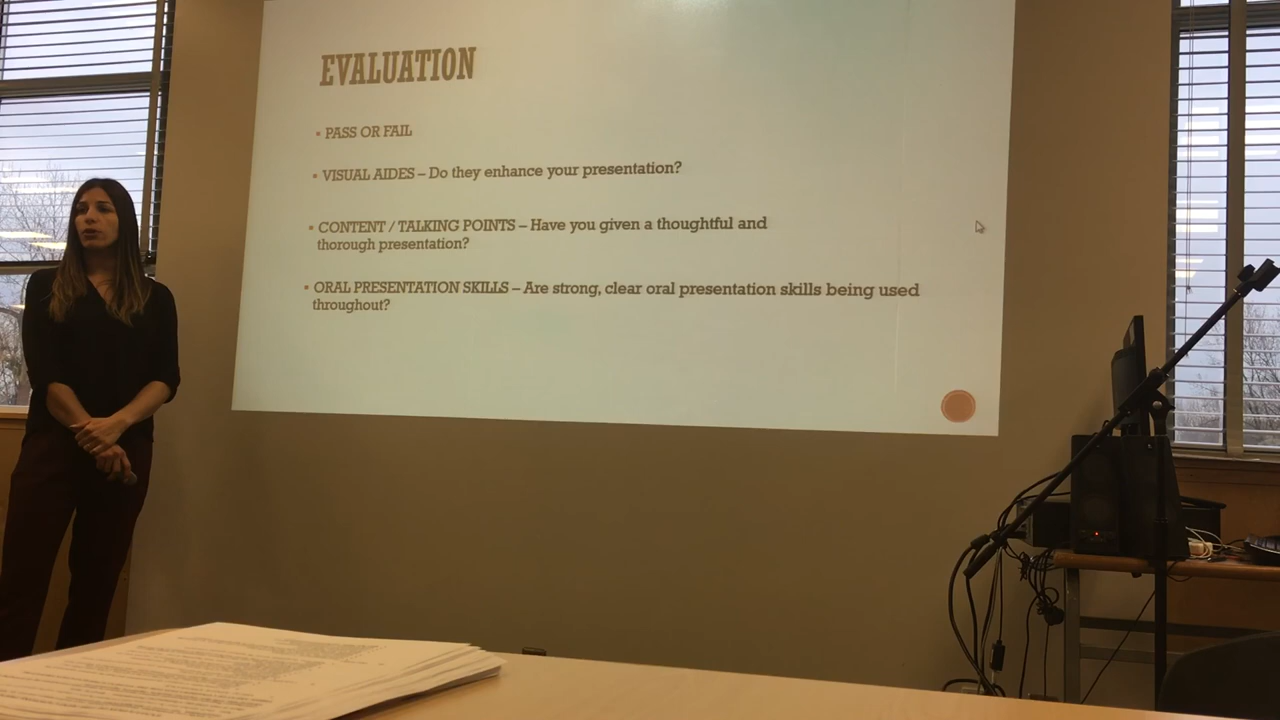 EVALUATION
PASS OR FAIL
VISUAL AIDES – Do they enhance your presentation?
CONTENT / TALKING POINTS – Have you given a thoughtful and
thorough presentation?
ORAL PRESENTATION SKILLS – Are strong, clear oral presentation skills being used
throughout?